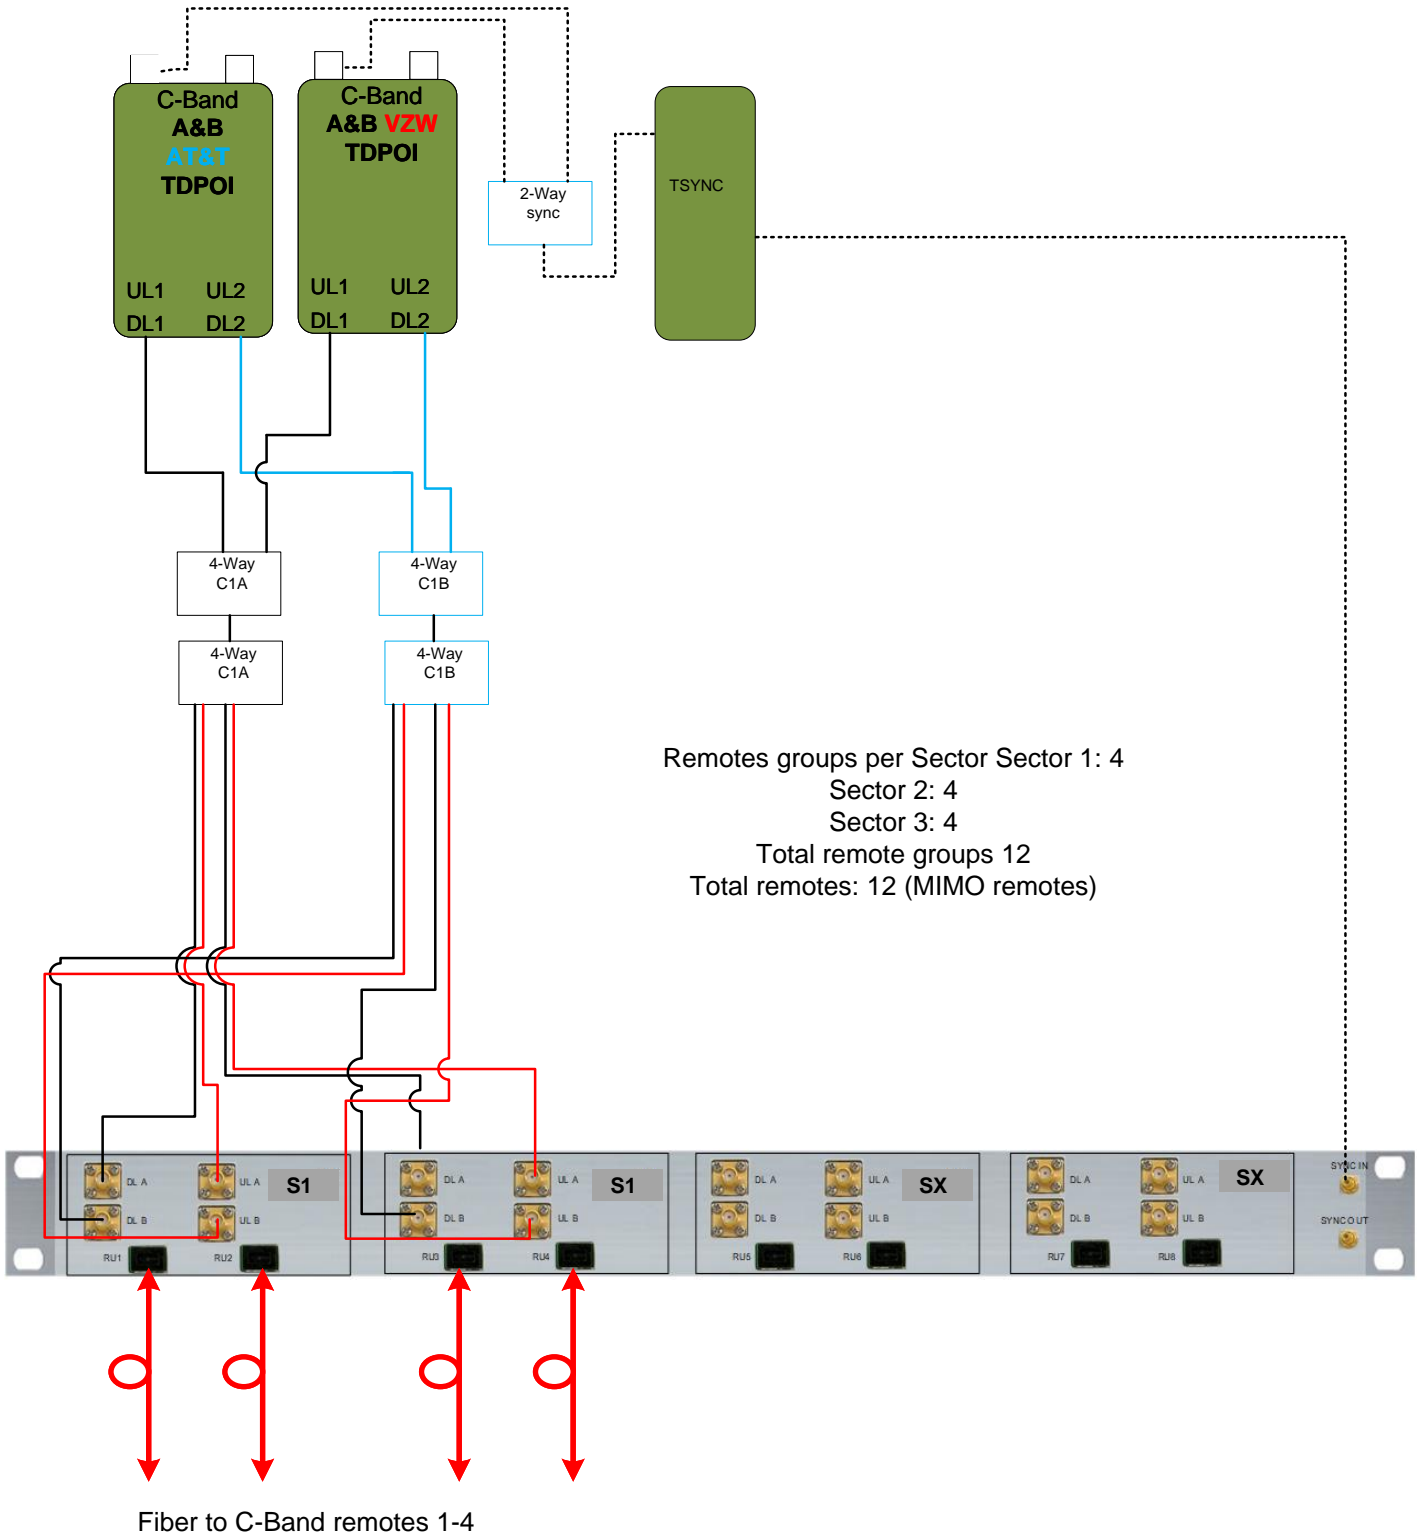 C-Band
A&B
AT&T
TDPOI
UL1 UL2
DL1 DL2
C-Band
A&B VZW
TDPOI
UL1 UL2
DL1 DL2
2-Way
sync
TSYNC
4-Way
C1A
4-Way
C1B
4-Way
C1A
4-Way
C1B
Remotes groups per Sector Sector 1: 4
Sector 2: 4
Sector 3: 4
Total remote groups 12
Total remotes: 12 (MIMO remotes)
DL A UL A S1
DL B UL B
RU1 RU2
DL A UL A S1
DL B UL B
RU3 RU4
DL A UL A SX
DL B UL B
RU5 RU6
DL A UL A SX
DL B UL B
RU7 RU8
SYNC IN
SYNC OUT
Fiber to C-Band remotes 1-4